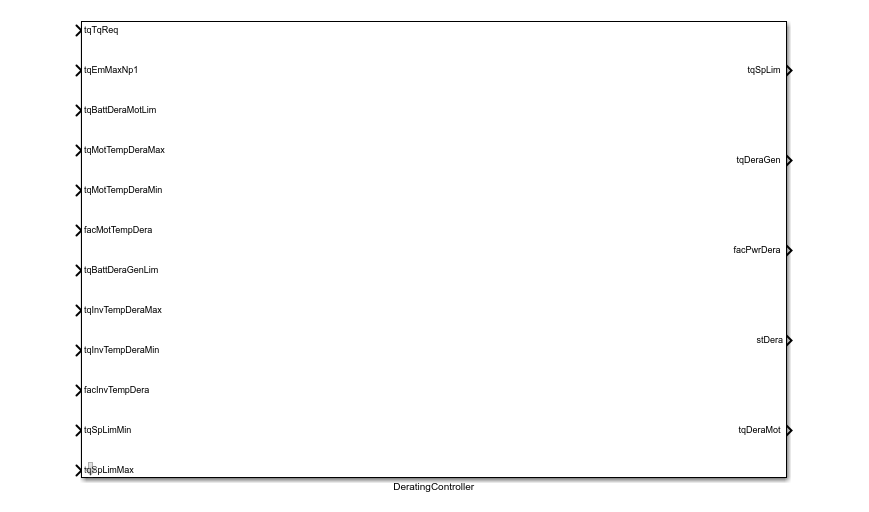 tqTqReq
tqEmMaxNp1
tqBattDeraMotLim
tqMotTempDeraMax
tqMotTempDeraMin
facMotTempDera
tqBattDeraGenLim
tqInvTempDeraMax
tqInvTempDeraMin
facInvTempDera
tqSpLimMin
tqSpLimMax
tqSpLim
tqDeraGen
facPwrDera
stDera
tqDeraMot
DeratingController